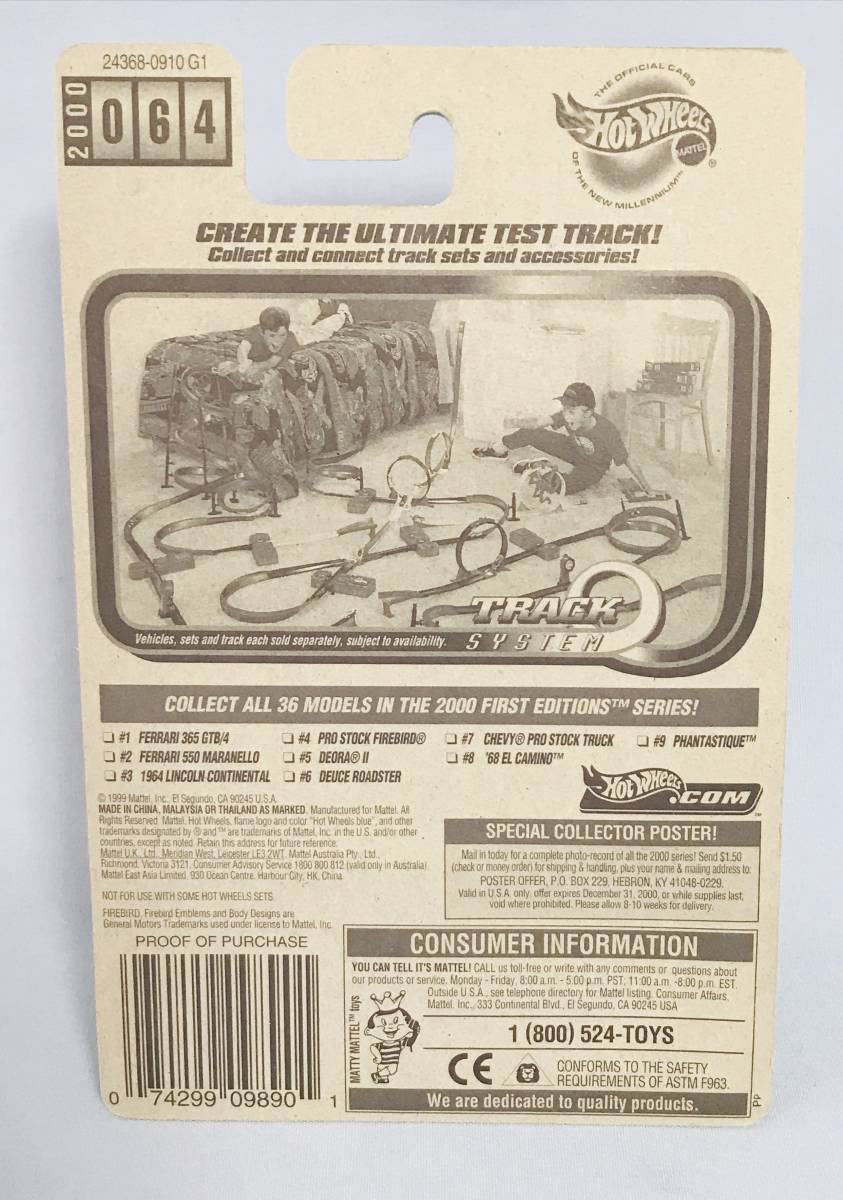 24368-0910 G1
2000
064
THE OFFICIAL CARS
Hot Wheels
MATTEL
®
OF THE NEW MILLENNIUM™
CREATE THE ULTIMATE TEST TRACK!
Collect and connect track sets and accessories!
TRACK
SYSTEM
Vehicles, sets and track each sold separately, subject to availability.
COLLECT ALL 36 MODELS IN THE 2000 FIRST EDITIONS™ SERIES!
#1 FERRARI 365 GTB/4
#2 FERRARI 550 MARANELLO
#3 1964 LINCOLN CONTINENTAL
#4 PRO STOCK FIREBIRD®
#5 DEORA® II
#6 DEUCE ROADSTER
#7 CHEVY® PRO STOCK TRUCK
#8 '68 EL CAMINO™
#9 PHANTASTIQUE™
Hot Wheels.COM™
© 1999 Mattel, Inc., El Segundo, CA 90245 U.S.A.
MADE IN CHINA, MALAYSIA OR THAILAND AS MARKED. Manufactured for Mattel. All
Rights Reserved. Mattel, Hot Wheels, flame logo and color "Hot Wheels blue", and other
trademarks designated by ® and ™ are trademarks of Mattel, Inc. in the U.S. and/or other
countries, except as noted. Retain this address for future reference:
Mattel U.K., Ltd., Meridian West, Leicester LE3 2WT. Mattel Australia Pty., Ltd.,
Richmond, Victoria 3121. Consumer Advisory Service 1800 800 812 (valid only in Australia).
Mattel East Asia Limited, 930 Ocean Centre, Harbour City, HK, China.
NOT FOR USE WITH SOME HOT WHEELS SETS.
FIREBIRD, Firebird Emblems and Body Designs are
General Motors Trademarks used under license to Mattel, Inc.
SPECIAL COLLECTOR POSTER!
Mail in today for a complete photo-record of all the 2000 series! Send $1.50
(check or money order) for shipping & handling, plus your name & mailing address to:
POSTER OFFER, P.O. BOX 229, HEBRON, KY 41048-0229.
Valid in U.S.A. only, offer expires December 31, 2000, or while supplies last,
void where prohibited. Please allow 8-10 weeks for delivery.
PROOF OF PURCHASE
0 74299 09890 1
CONSUMER INFORMATION
YOU CAN TELL IT'S MATTEL! CALL us toll-free or write with any comments or questions about
our products or service. Monday - Friday, 8:00 a.m. - 5:00 p.m. PST; 11:00 a.m. -8:00 p.m. EST.
Outside U.S.A., see telephone directory for Mattel listing. Consumer Affairs,
Mattel, Inc., 333 Continental Blvd., El Segundo, CA 90245 USA
MATTY MATTEL™ toys
1 (800) 524-TOYS
CE
CONFORMS TO THE SAFETY
REQUIREMENTS OF ASTM F963.
We are dedicated to quality products.
PP